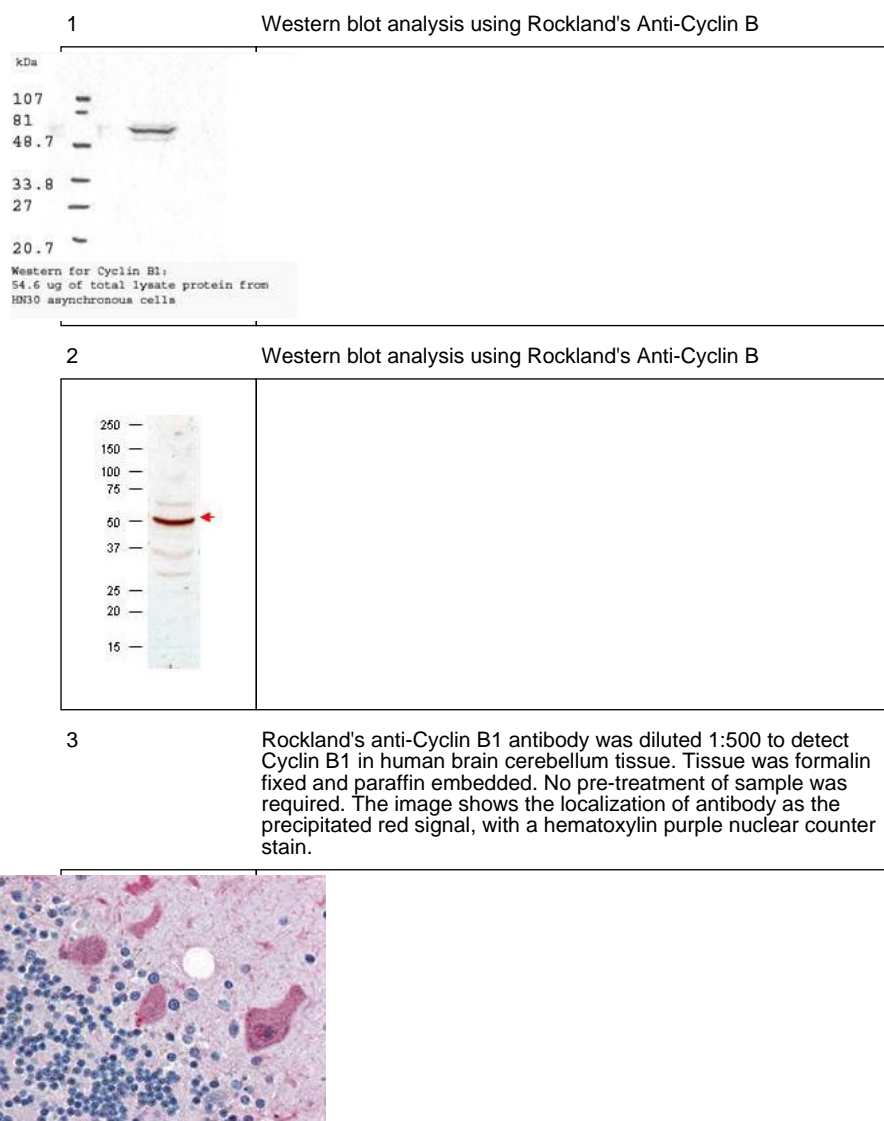 1 Western blot analysis using Rockland's Anti-Cyclin B
kDa
107
81
48.7
33.8
27
20.7
Western for Cyclin B1:
54.6 ug of total lysate protein from
HN30 asynchronous cells
2 Western blot analysis using Rockland's Anti-Cyclin B
250 —
150 —
100 —
75 —
50 —
37 —
25 —
20 —
15 —
3 Rockland's anti-Cyclin B1 antibody was diluted 1:500 to detect
Cyclin B1 in human brain cerebellum tissue. Tissue was formalin
fixed and paraffin embedded. No pre-treatment of sample was
required. The image shows the localization of antibody as the
precipitated red signal, with a hematoxylin purple nuclear counter
stain.